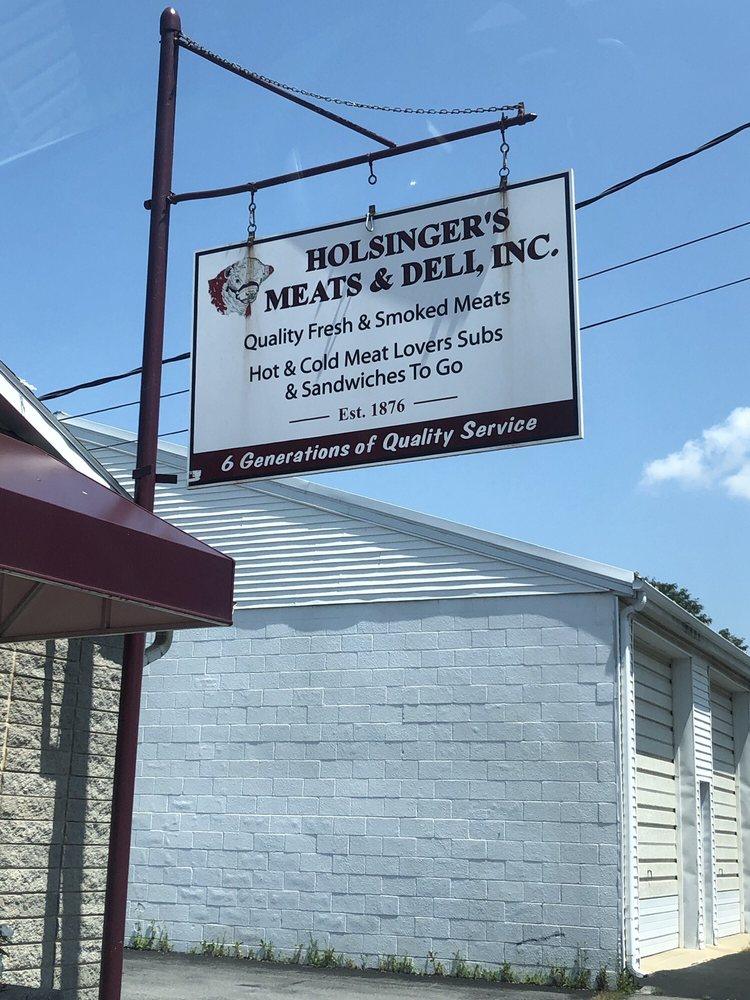 HOLSINGER'S
MEATS & DELI, INC.
Quality Fresh & Smoked Meats
Hot & Cold Meat Lovers Subs
& Sandwiches To Go
Est. 1876
6 Generations of Quality Service